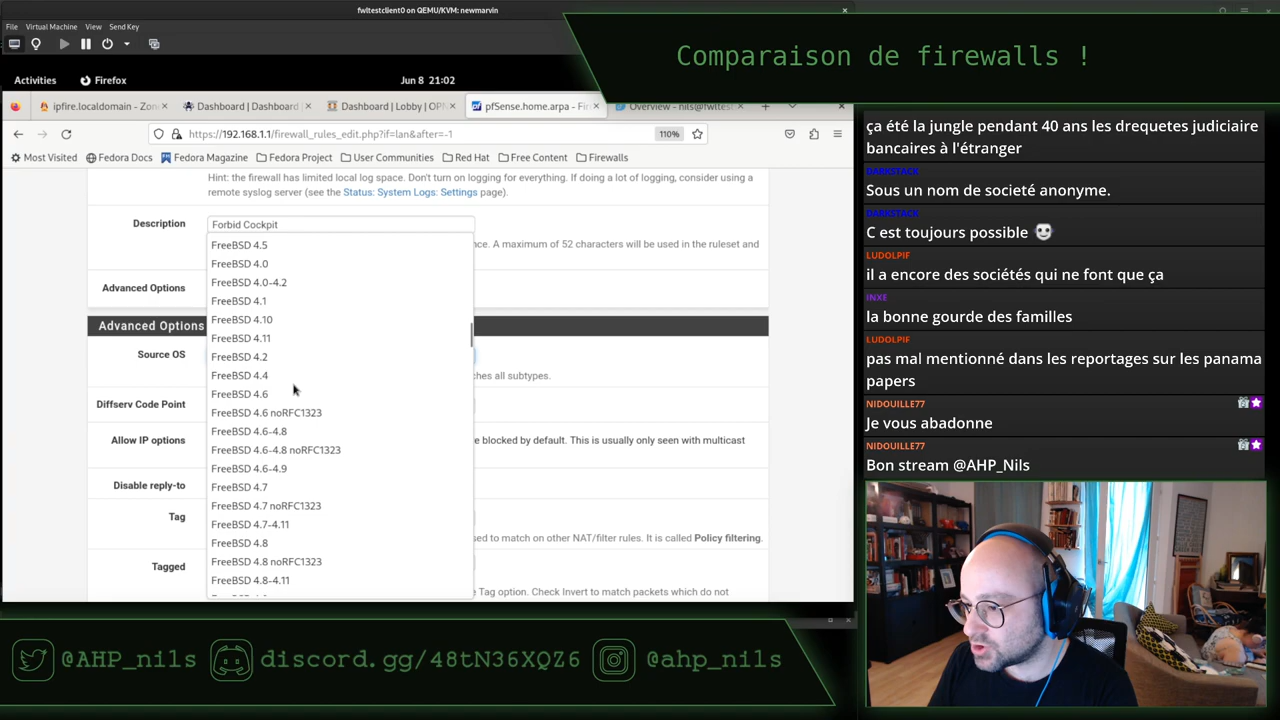 fwltestclient0 on QEMU/KVM: newmarvin
File Virtual Machine View Send Key
Activities Firefox Jun 8 21:02
ipfire.localdomain - Zon
Dashboard | Dashboard |
Dashboard | Lobby | OPN
pfSense.home.arpa - Fire
Overview - nils@fwltest
https://192.168.1.1/firewall_rules_edit.php?if=lan&after=-1
110%
Most Visited Fedora Docs Fedora Magazine Fedora Project User Communities Red Hat Free Content Firewalls
Hint: the firewall has limited local log space. Don't turn on logging for everything. If doing a lot of logging, consider using a
remote syslog server (see the Status: System Logs: Settings page).
Description
Forbid Cockpit
A maximum of 52 characters will be used in the ruleset and
Advanced Options
Advanced Options
Source OS
all subtypes.
Diffserv Code Point
Allow IP options
e blocked by default. This is usually only seen with multicast
Disable reply-to
Tag
to match on other NAT/filter rules. It is called Policy filtering.
Tagged
Tag option. Check Invert to match packets which do not
FreeBSD 4.5
FreeBSD 4.0
FreeBSD 4.0-4.2
FreeBSD 4.1
FreeBSD 4.10
FreeBSD 4.11
FreeBSD 4.2
FreeBSD 4.4
FreeBSD 4.6
FreeBSD 4.6 noRFC1323
FreeBSD 4.6-4.8
FreeBSD 4.6-4.8 noRFC1323
FreeBSD 4.6-4.9
FreeBSD 4.7
FreeBSD 4.7 noRFC1323
FreeBSD 4.7-4.11
FreeBSD 4.8
FreeBSD 4.8 noRFC1323
FreeBSD 4.8-4.11
Comparaison de firewalls !
ça été la jungle pendant 40 ans les drequetes judiciaire
bancaires à l'étranger
DARKSTACK
Sous un nom de societé anonyme.
DARKSTACK
C est toujours possible
LUDOLPIF
il a encore des sociétés qui ne font que ça
INXE
la bonne gourde des familles
LUDOLPIF
pas mal mentionné dans les reportages sur les panama
papers
NIDOUILLE77
Je vous abadonne
NIDOUILLE77
Bon stream @AHP_Nils
@AHP_nils
discord.gg/48tN36XQZ6
@ahp_nils